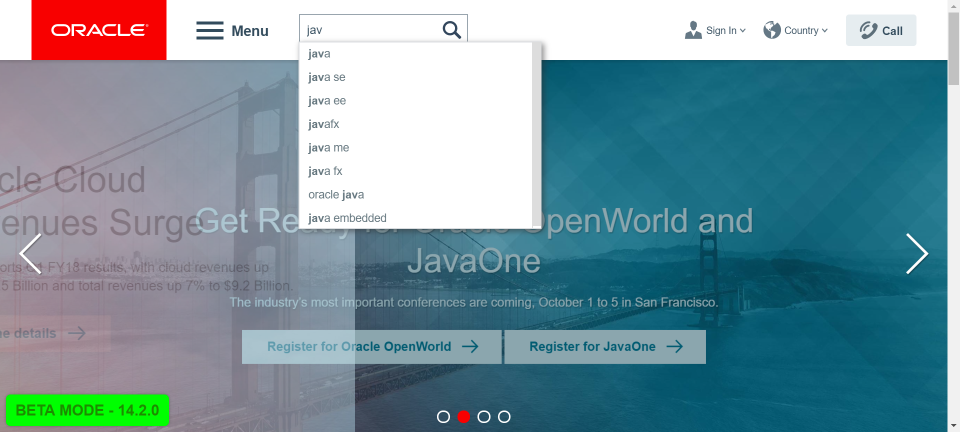 ORACLE
Menu
jav
Sign In
Country
Call
java
java se
java ee
javafx
java me
java fx
oracle java
java embedded
cle Cloud
enues Surge
Q1 FY18 results, with cloud revenues up
5 Billion and total revenues up 7% to $9.2 Billion.
details
Get Ready for Oracle OpenWorld and
JavaOne
The industry's most important conferences are coming, October 1 to 5 in San Francisco.
Register for Oracle OpenWorld
Register for JavaOne
BETA MODE - 14.2.0